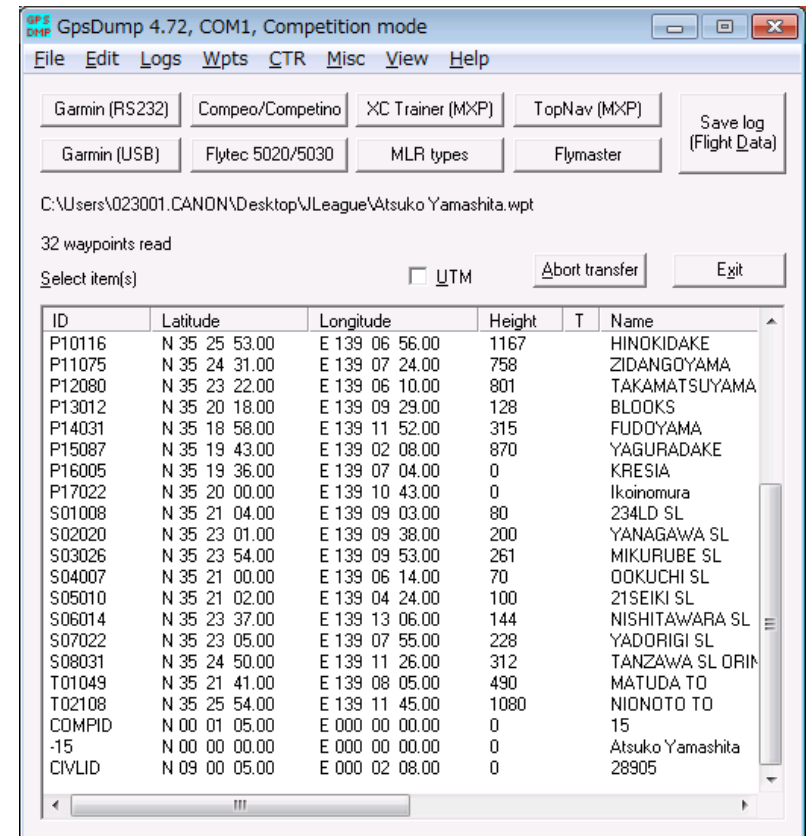 GPS DMP GpsDump 4.72, COM1, Competition mode
File Edit Logs Wpts CTR Misc View Help
Garmin (RS232) Compeo/Competino XC Trainer (MXP) TopNav (MXP) Save log (Flight Data)
Garmin (USB) Flytec 5020/5030 MLR types Flymaster
C:\Users\023001.CANON\Desktop\JLeague\Atsuko Yamashita.wpt
32 waypoints read
Select item(s) UTM Abort transfer Exit
ID Latitude Longitude Height T Name
P10116 N 35 25 53.00 E 139 06 56.00 1167 HINOKIDAKE
P11075 N 35 24 31.00 E 139 07 24.00 758 ZIDANGOYAMA
P12080 N 35 23 22.00 E 139 06 10.00 801 TAKAMATSUYAMA
P13012 N 35 20 18.00 E 139 09 29.00 128 BLOOKS
P14031 N 35 18 58.00 E 139 11 52.00 315 FUDOYAMA
P15087 N 35 19 43.00 E 139 02 08.00 870 YAGURADAKE
P16005 N 35 19 36.00 E 139 07 04.00 0 KRESIA
P17022 N 35 20 00.00 E 139 10 43.00 0 Ikoinomura
S01008 N 35 21 04.00 E 139 09 03.00 80 234LD SL
S02020 N 35 23 01.00 E 139 09 38.00 200 YANAGAWA SL
S03026 N 35 23 54.00 E 139 09 53.00 261 MIKURUBE SL
S04007 N 35 21 00.00 E 139 06 14.00 70 OOKUCHI SL
S05010 N 35 21 02.00 E 139 04 24.00 100 21SEIKI SL
S06014 N 35 23 37.00 E 139 13 06.00 144 NISHITAWARA SL
S07022 N 35 23 05.00 E 139 07 55.00 228 YADORIGI SL
S08031 N 35 24 50.00 E 139 11 26.00 312 TANZAWA SL ORIN
T01049 N 35 21 41.00 E 139 08 05.00 490 MATUDA TO
T02108 N 35 25 54.00 E 139 11 45.00 1080 NIONOTO TO
COMPID N 00 01 05.00 E 000 00 00.00 0 15
-15 N 00 00 00.00 E 000 00 00.00 0 Atsuko Yamashita
CIVLID N 09 00 05.00 E 000 02 08.00 0 28905